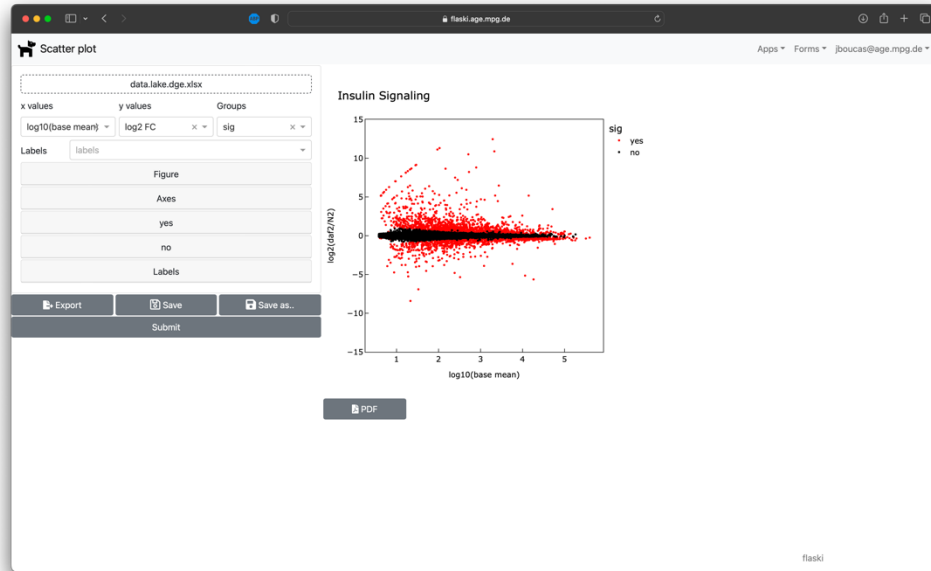 flaski.age.mpg.de
Scatter plot
Apps Forms jboucas@age.mpg.de
data.lake.dge.xlsx
x values y values Groups
log10(base mean) log2 FC × sig ×
Labels labels
Figure
Axes
yes
no
Labels
Export Save Save as..
Submit
Insulin Signaling
15
10
5
0
−5
−10
−15
log2(daf2/N2)
1 2 3 4 5
log10(base mean)
sig
yes
no
PDF
flaski